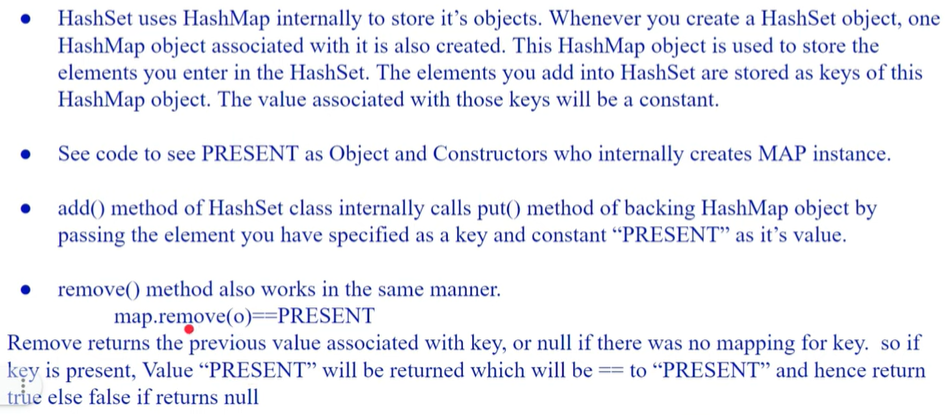 ● HashSet uses HashMap internally to store it’s objects. Whenever you create a HashSet object, one
HashMap object associated with it is also created. This HashMap object is used to store the
elements you enter in the HashSet. The elements you add into HashSet are stored as keys of this
HashMap object. The value associated with those keys will be a constant.
● See code to see PRESENT as Object and Constructors who internally creates MAP instance.
● add() method of HashSet class internally calls put() method of backing HashMap object by
passing the element you have specified as a key and constant “PRESENT” as it’s value.
● remove() method also works in the same manner.
map.remove(o)==PRESENT
Remove returns the previous value associated with key, or null if there was no mapping for key. so if
key is present, Value “PRESENT” will be returned which will be == to “PRESENT” and hence return
true else false if returns null